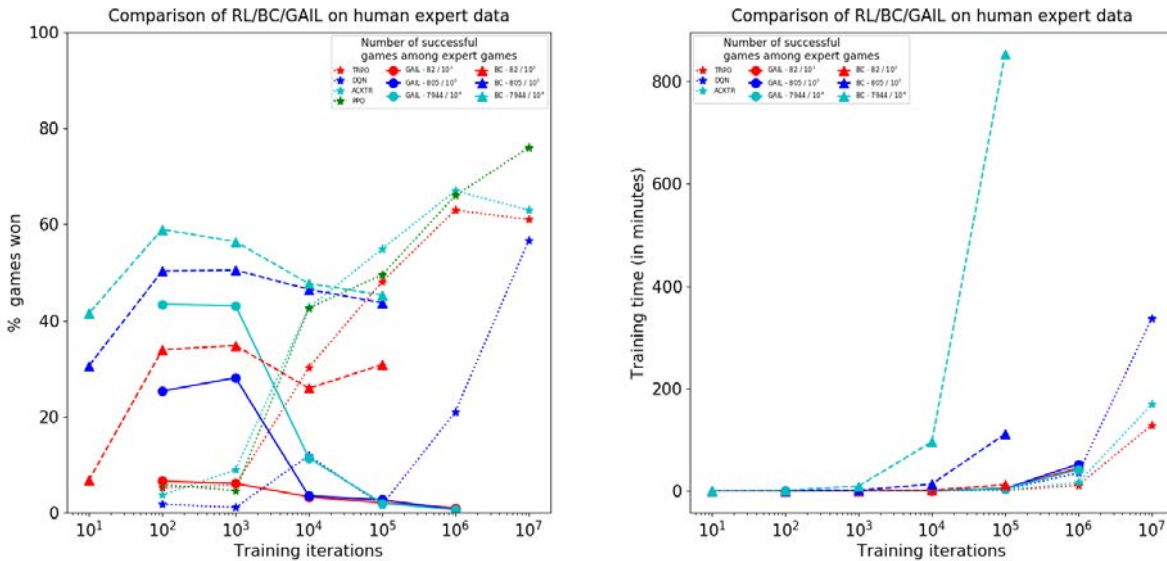 Comparison of RL/BC/GAIL on human expert data
% games won
100
80
60
40
20
0
10¹ 10² 10³ 10⁴ 10⁵ 10⁶ 10⁷
Training iterations
Number of successful
games among expert games
TRPO
DQN
ACKTR
PPO
GAIL - 82 / 10²
GAIL - 805 / 10³
GAIL - 7944 / 10⁴
BC - 82 / 10²
BC - 805 / 10³
BC - 7944 / 10⁴
Comparison of RL/BC/GAIL on human expert data
Training time (in minutes)
800
600
400
200
0
10¹ 10² 10³ 10⁴ 10⁵ 10⁶ 10⁷
Training iterations
Number of successful
games among expert games
TRPO
DQN
ACKTR
GAIL - 82 / 10²
GAIL - 805 / 10³
GAIL - 7944 / 10⁴
BC - 82 / 10²
BC - 805 / 10³
BC - 7944 / 10⁴